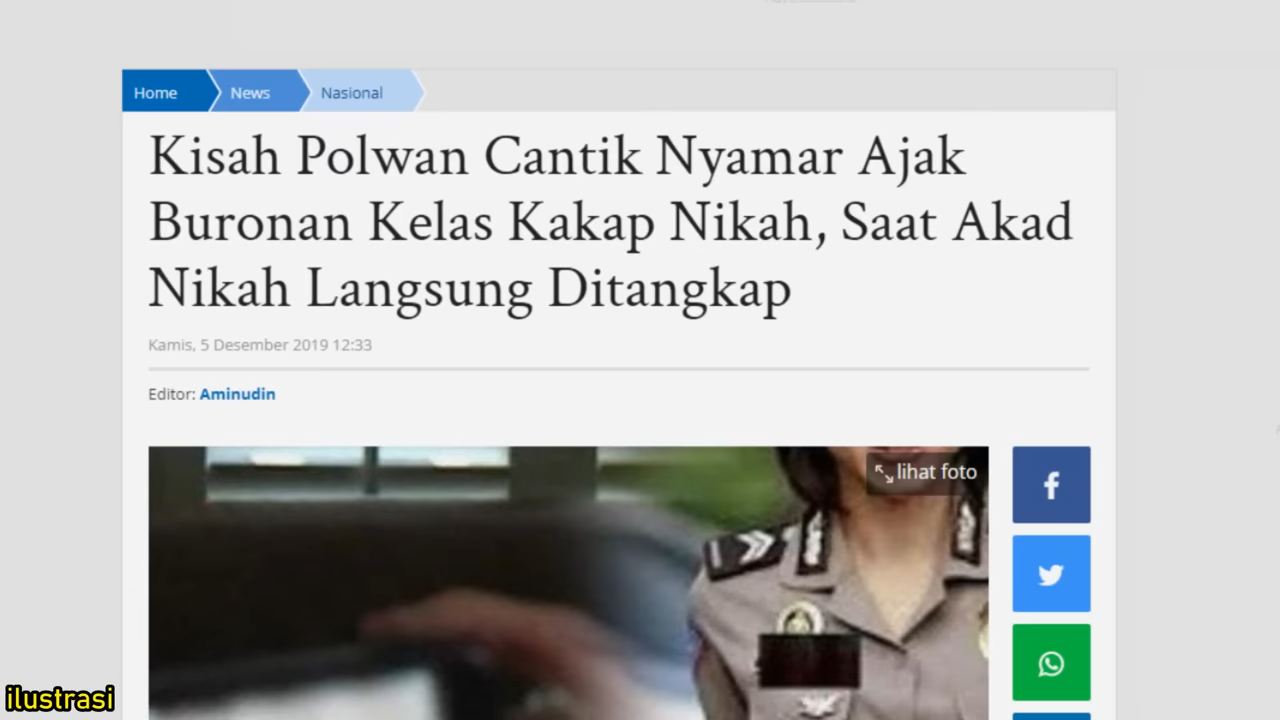 Home News Nasional
Kisah Polwan Cantik Nyamar Ajak
Buronan Kelas Kakap Nikah, Saat Akad
Nikah Langsung Ditangkap
Kamis, 5 Desember 2019 12:33
Editor: Aminudin
lihat foto
ilustrasi